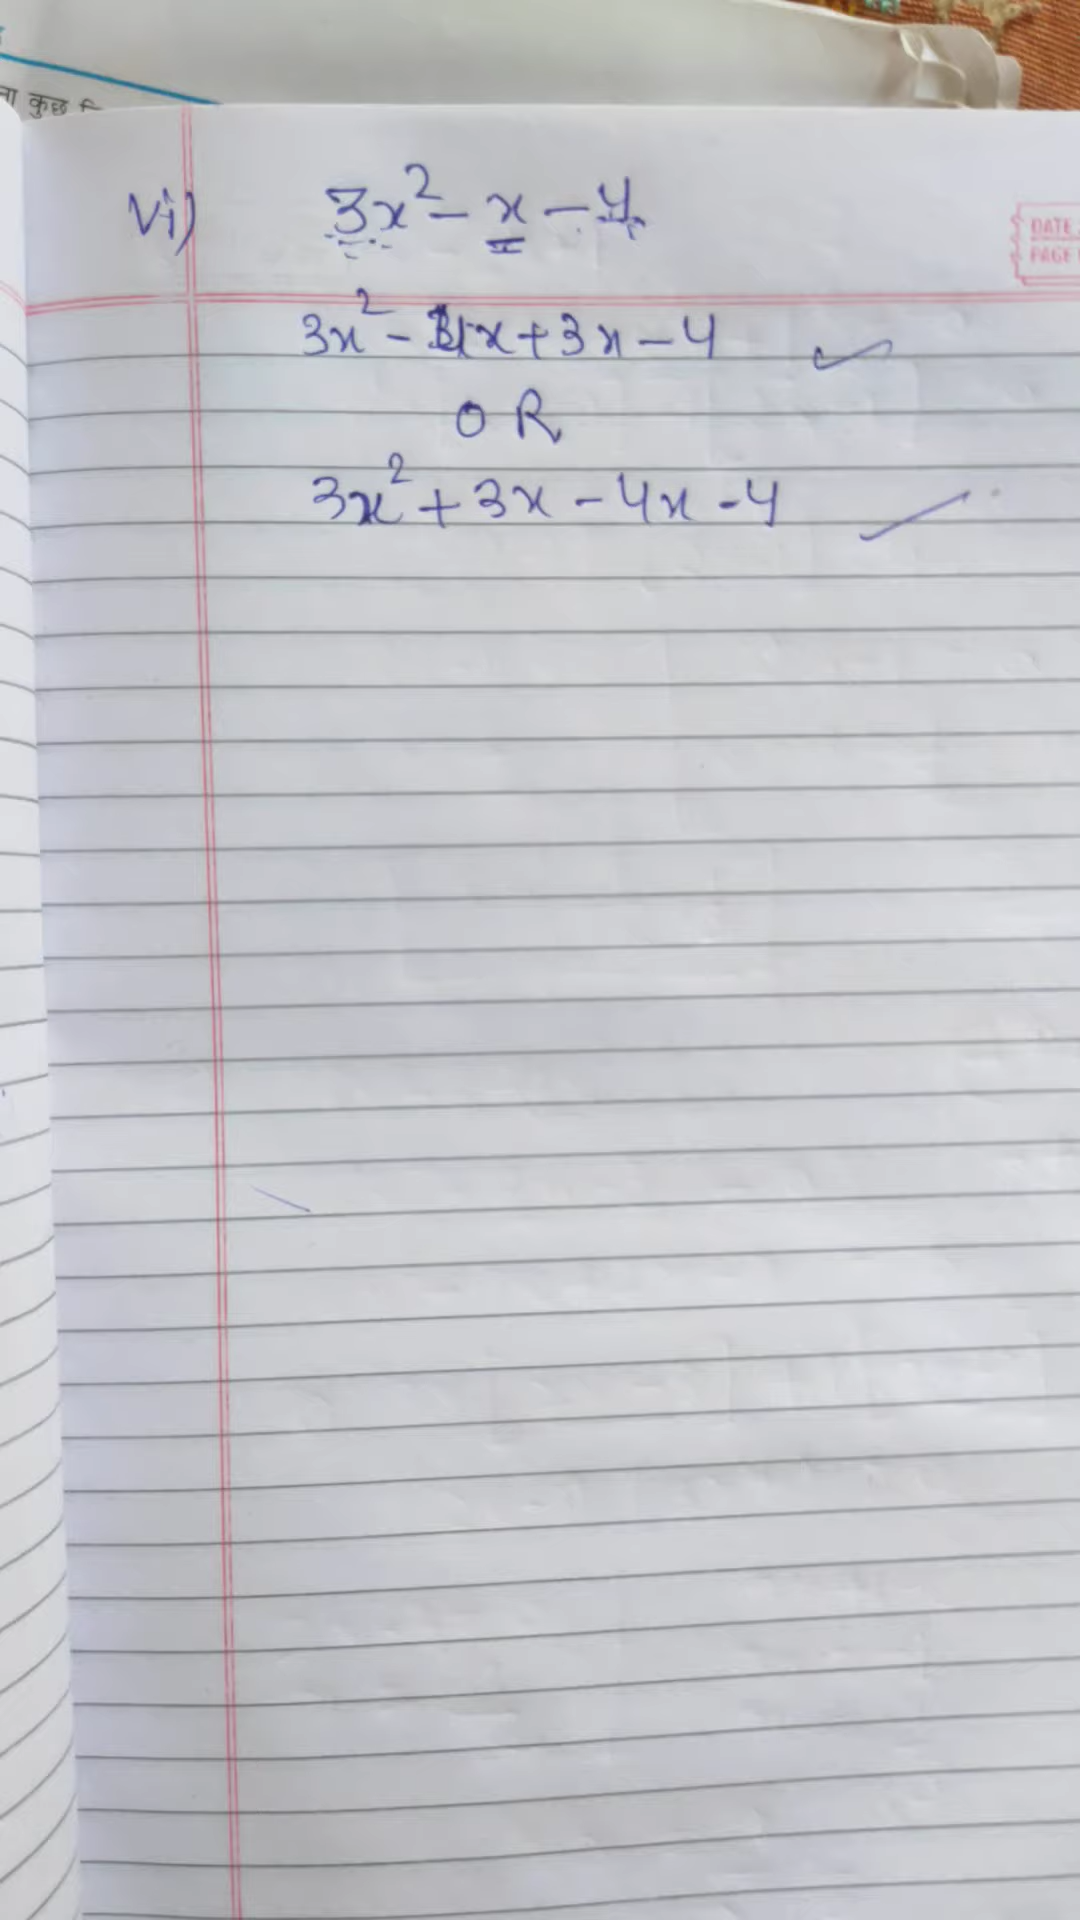 ना कुछ
vi) 3x² - x - 4
DATE
PAGE
3x² - 4x + 3x - 4
OR
3x² + 3x - 4x - 4